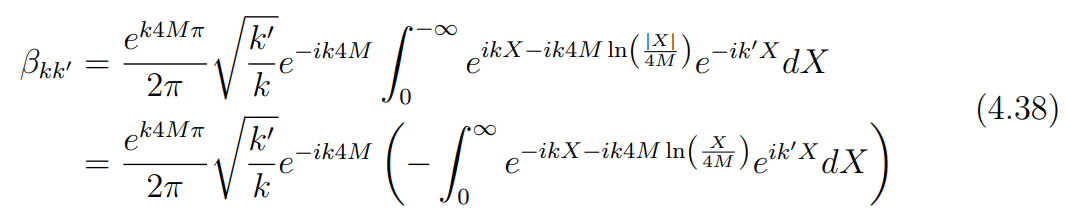 $\beta_{kk'} = \frac{e^{k4M\pi}}{2\pi} \sqrt{\frac{k'}{k}} e^{-ik4M} \int_0^{-\infty} e^{ikX-ik4M \ln\left(\frac{|X|}{4M}\right)} e^{-ik'X} dX$
$= \frac{e^{k4M\pi}}{2\pi} \sqrt{\frac{k'}{k}} e^{-ik4M} \left( -\int_0^{\infty} e^{-ikX-ik4M \ln\left(\frac{X}{4M}\right)} e^{ik'X} dX \right)$
(4.38)